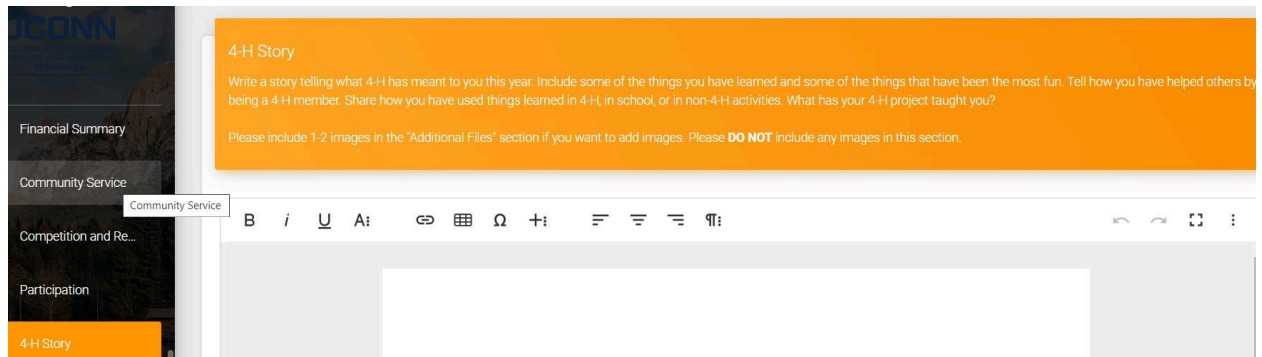 UCONN
Financial Summary
Community Service
Community Service
Competition and Re...
Participation
4-H Story
4-H Story
Write a story telling what 4-H has meant to you this year. Include some of the things you have learned and some of the things that have been the most fun. Tell how you have helped others by
being a 4-H member. Share how you have used things learned in 4-H, in school, or in non-4-H activities. What has your 4-H project taught you?
Please include 1-2 images in the "Additional Files" section if you want to add images. Please DO NOT include any images in this section.
B i U A: Ω +: ¶: